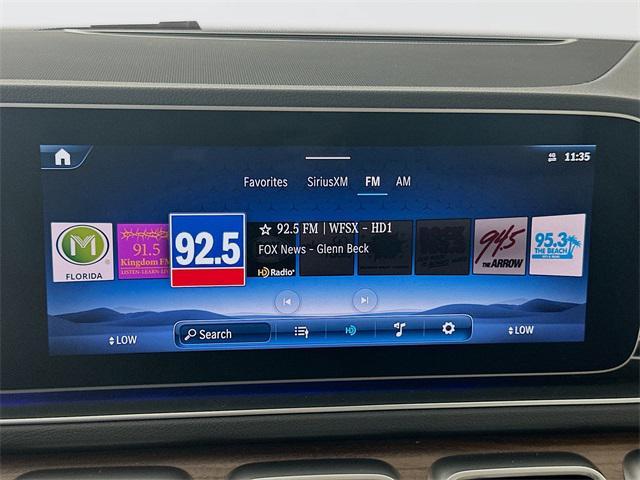 4G 11:35
Favorites SiriusXM FM AM
92.5 FM | WFSX - HD1
FOX News - Glenn Beck
HD Radio
M
FLORIDA
91.5
Kingdom FM
LISTEN-LEARN-LIVE
92.5
94.5
THE ARROW
95.3
THE BEACH
Search
HD
LOW
LOW